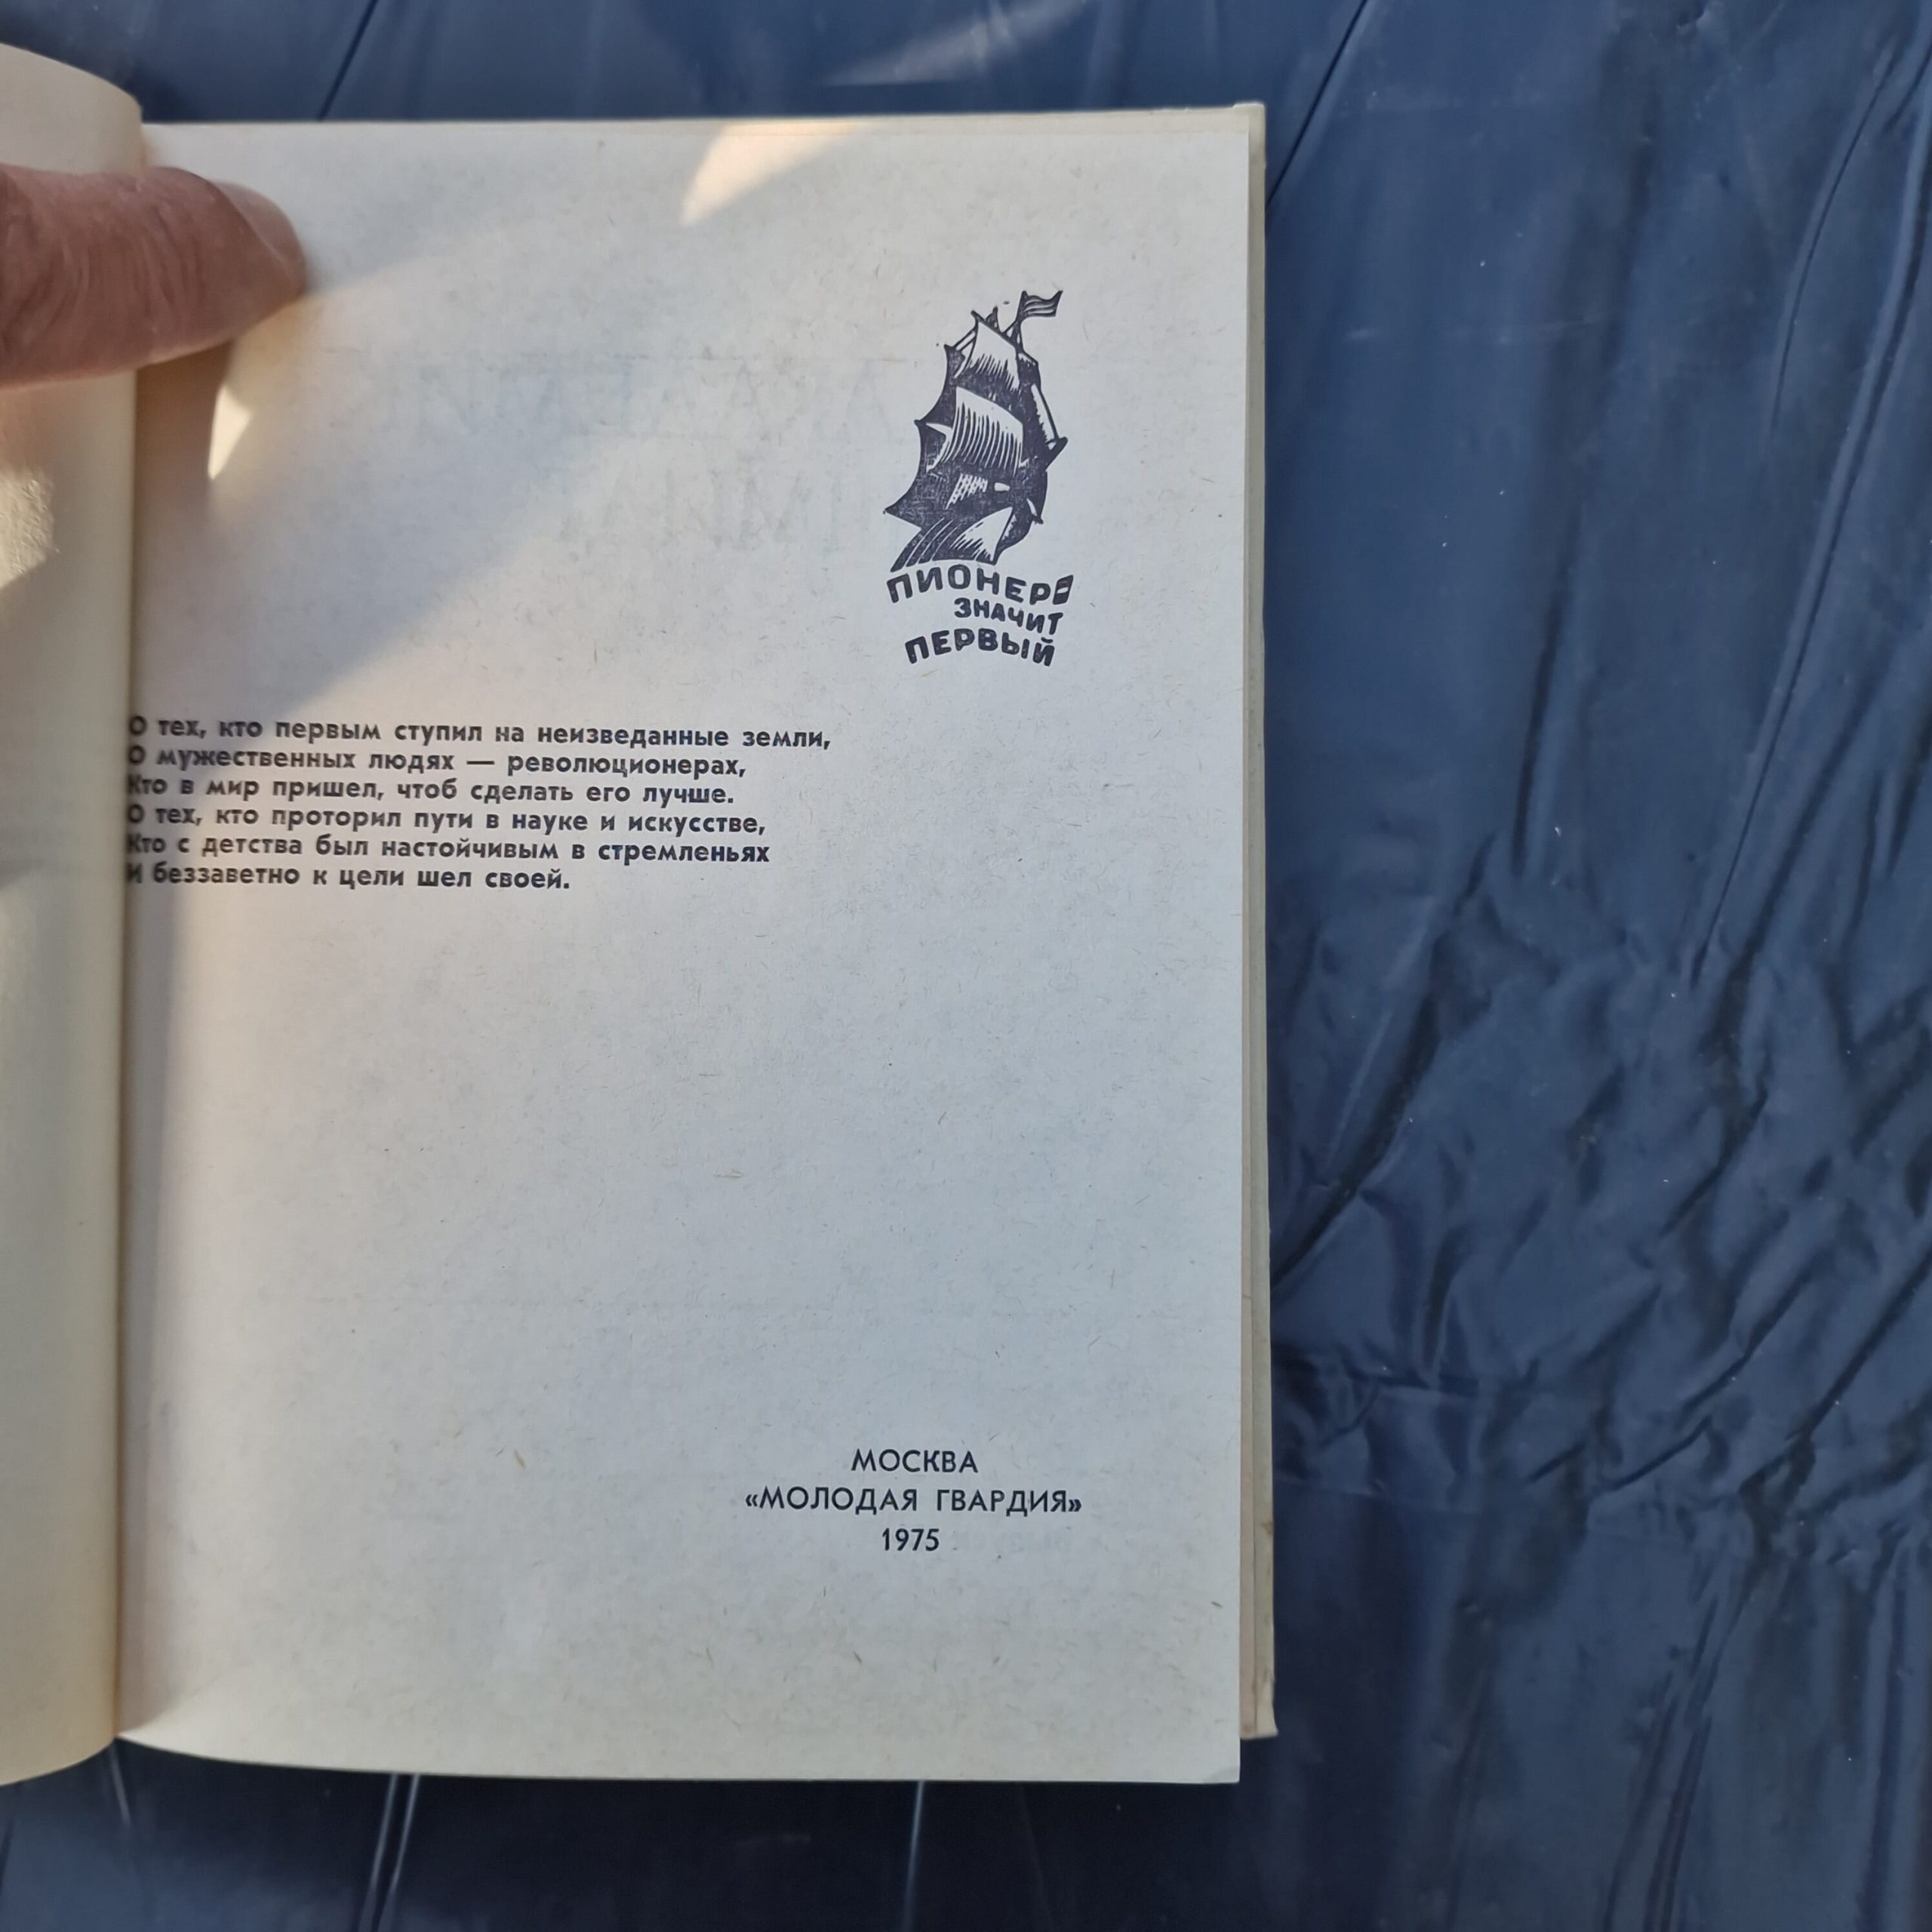 ПИОНЕР
ЗНАЧИТ
ПЕРВЫЙ
О тех, кто первым ступил на неизведанные земли,
О мужественных людях — революционерах,
Кто в мир пришел, чтоб сделать его лучше.
О тех, кто проторил пути в науке и искусстве,
Кто с детства был настойчивым в стремленьях
И беззаветно к цели шел своей.
МОСКВА
«МОЛОДАЯ ГВАРДИЯ»
1975